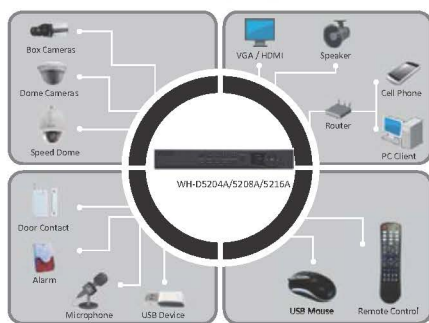 Box Cameras
Dome Cameras
Speed Dome
VGA / HDMI
Speaker
Cell Phone
Router
PC Client
WH-D5204A/5208A/5216A
Door Contact
Alarm
Microphone
USB Device
USB Mouse
Remote Control